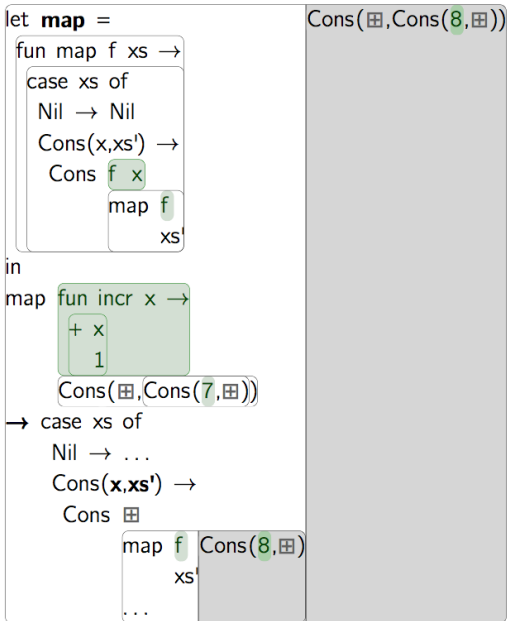 let map =
fun map f xs →
case xs of
Nil → Nil
Cons(x,xs') →
Cons f x
map f
xs'
in
map fun incr x →
+ x
1
Cons(⊞,Cons(7,⊞))
→ case xs of
Nil → ...
Cons(x,xs') →
Cons ⊞
map f Cons(8,⊞)
xs'
...
Cons(⊞,Cons(8,⊞))